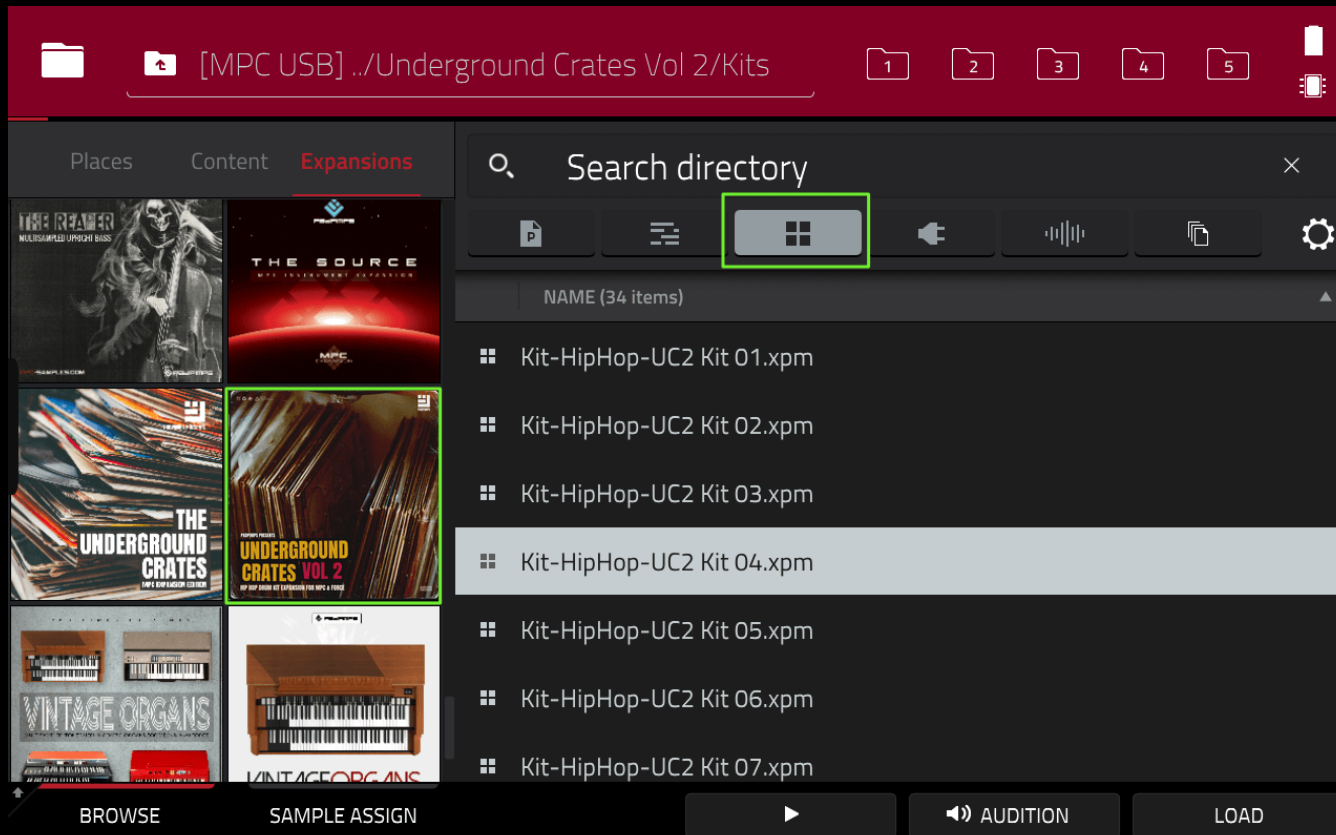 [MPC USB] ../Underground Crates Vol 2/Kits
1 2 3 4 5
Places Content Expansions
Search directory
P
NAME (34 items)
THE REAPER
MULTISAMPLED UPRIGHT BASS
THE SOURCE
MPC INSTRUMENT EXPANSION
MPC
THE
UNDERGROUND
CRATES
MPC EXPANSION EDITION
UNDERGROUND
CRATES VOL 2
HIP HOP DRUM KIT EXPANSION FOR MPC & FORCE
VINTAGE ORGANS
VINTAGE ORGANS
Kit-HipHop-UC2 Kit 01.xpm
Kit-HipHop-UC2 Kit 02.xpm
Kit-HipHop-UC2 Kit 03.xpm
Kit-HipHop-UC2 Kit 04.xpm
Kit-HipHop-UC2 Kit 05.xpm
Kit-HipHop-UC2 Kit 06.xpm
Kit-HipHop-UC2 Kit 07.xpm
BROWSE SAMPLE ASSIGN AUDITION LOAD